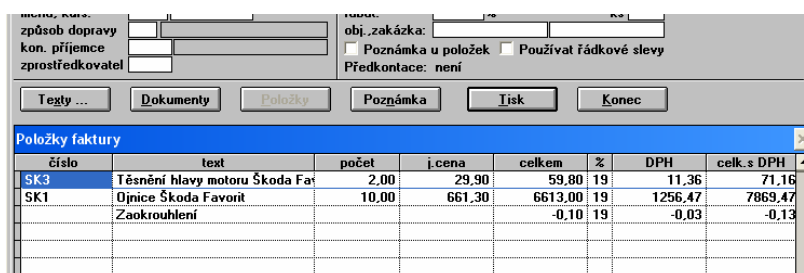 způsob dopravy obj.,zakázka:
kon. příjemce Poznámka u položek Používat řádkové slevy
zprostředkovatel Předkontace: není
Texty ... Dokumenty Položky Poznámka Tisk Konec
Položky faktury
číslo text počet j.cena celkem % DPH celk.s DPH
SK3 Těsnění hlavy motoru Škoda Fav 2,00 29,90 59,80 19 11,36 71,16
SK1 Ojnice Škoda Favorit 10,00 661,30 6613,00 19 1256,47 7869,47
Zaokrouhlení -0,10 19 -0,03 -0,13